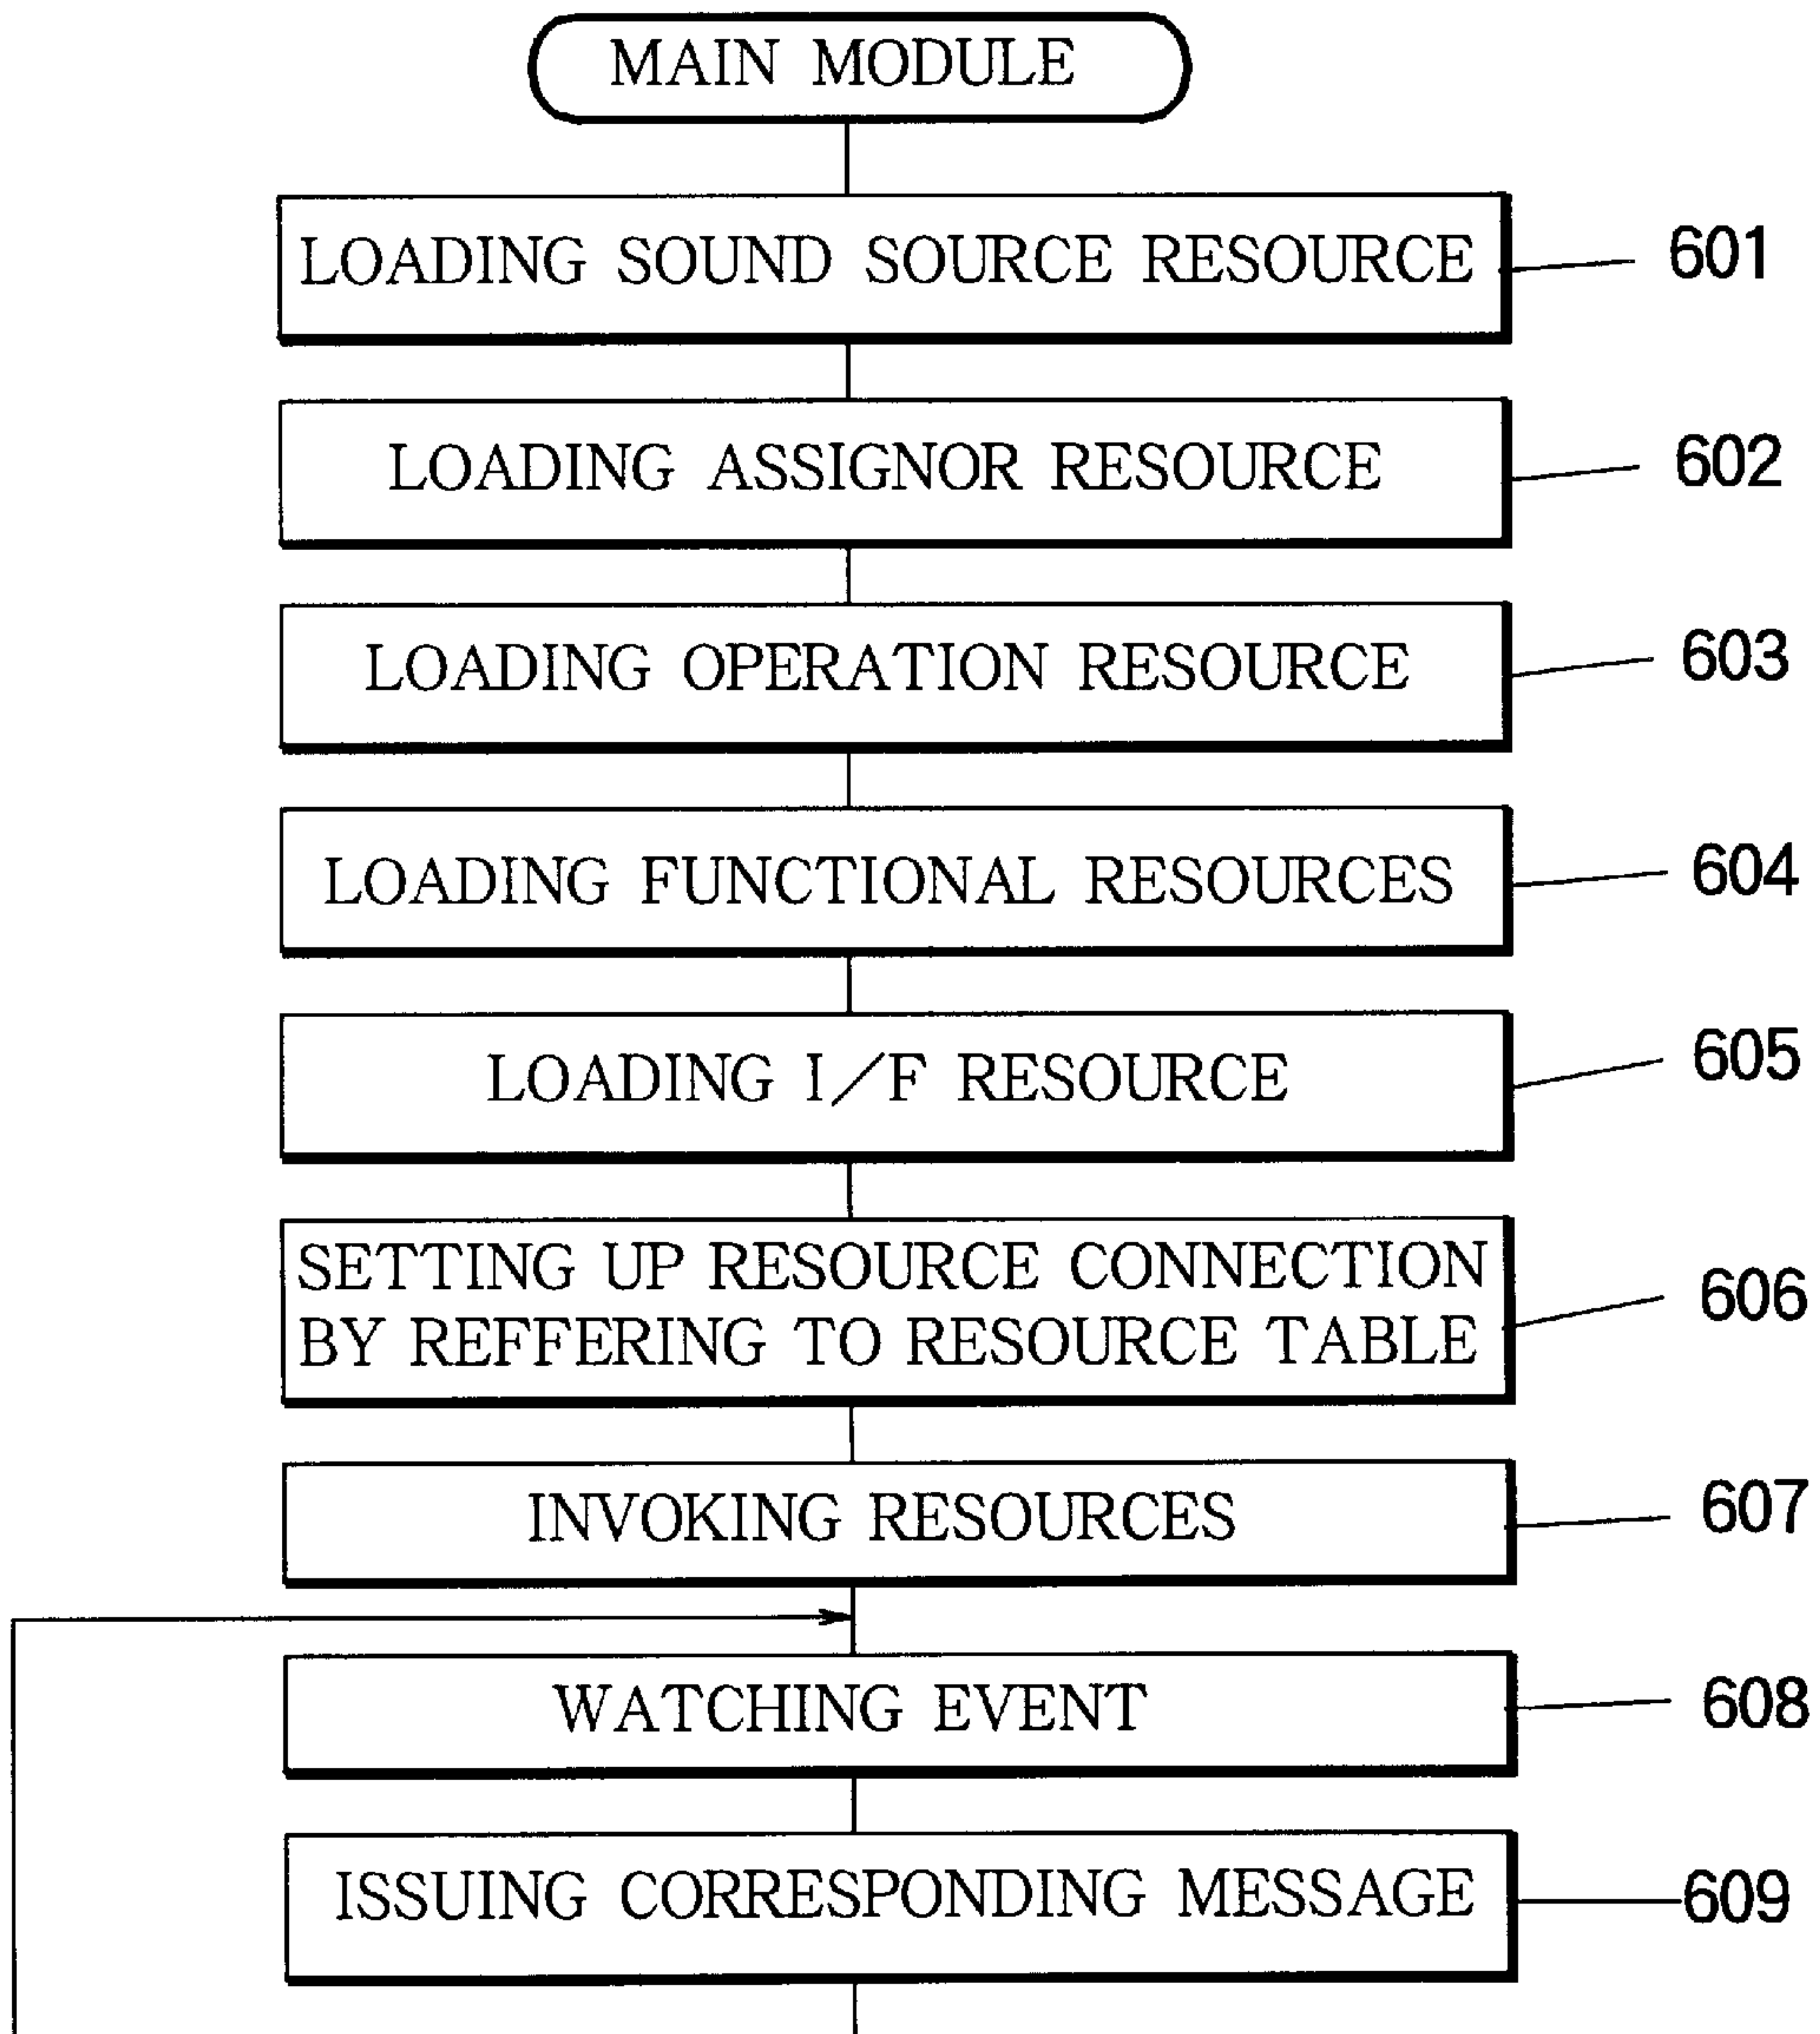 MAIN MODULE
LOADING SOUND SOURCE RESOURCE
601
LOADING ASSIGNOR RESOURCE
602
LOADING OPERATION RESOURCE
603
LOADING FUNCTIONAL RESOURCES
604
LOADING I/F RESOURCE
605
SETTING UP RESOURCE CONNECTION
BY REFFERING TO RESOURCE TABLE
606
INVOKING RESOURCES
607
WATCHING EVENT
608
ISSUING CORRESPONDING MESSAGE
609